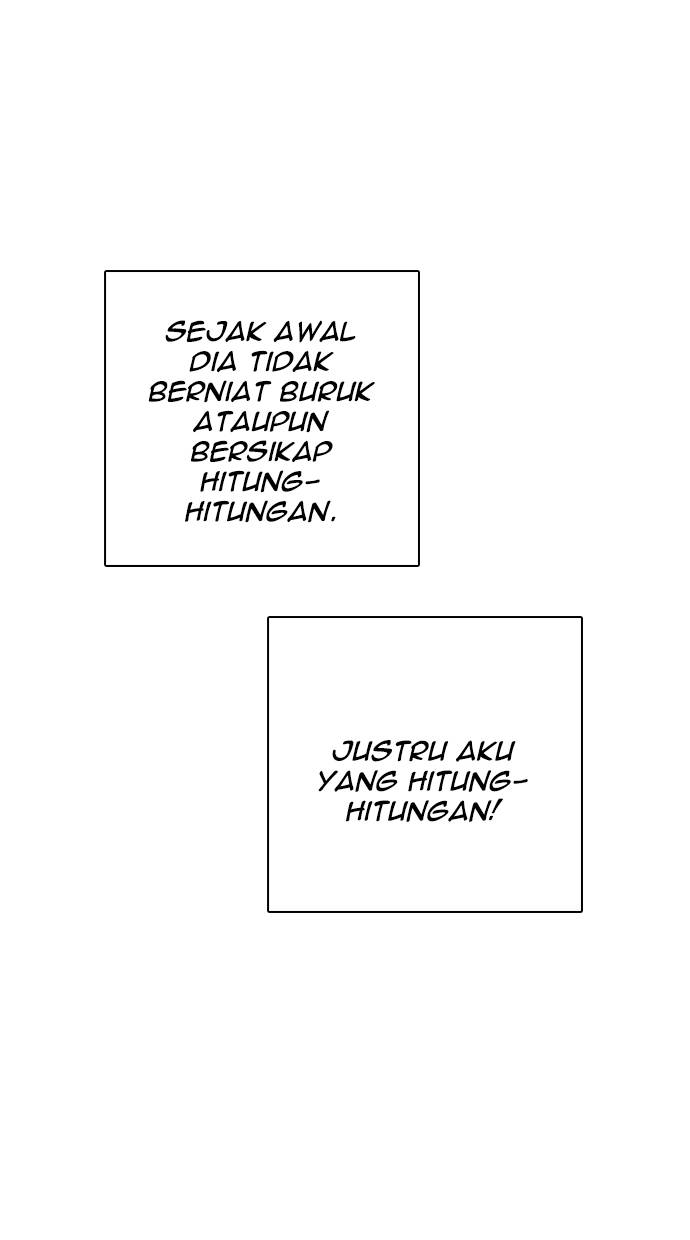 SEJAK AWAL
DIA TIDAK
BERNIAT BURUK
ATAUPUN
BERSIKAP
HITUNG-
HITUNGAN.
JUSTRU AKU
YANG HITUNG-
HITUNGAN!